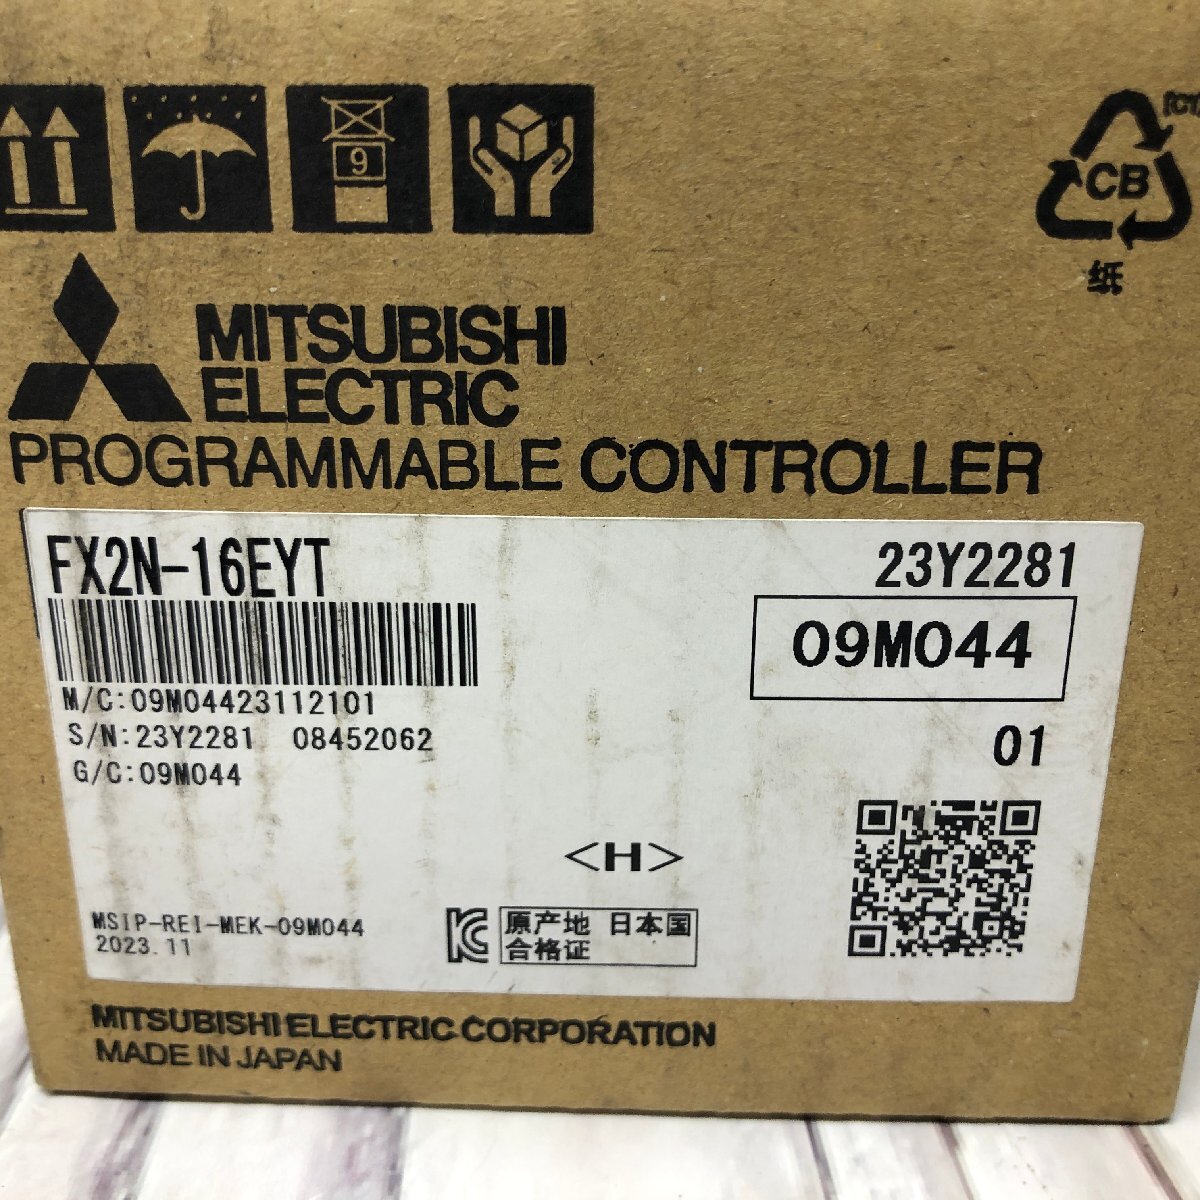 9
CB
纸
MITSUBISHI
ELECTRIC
PROGRAMMABLE CONTROLLER
FX2N-16EYT
23Y2281
09M044
M/C:09M04423112101
S/N:23Y2281 08452062
G/C:09M044
01
<H>
MSIP-REI-MEK-09M044
2023.11
原产地 日本国
合格证
MITSUBISHI ELECTRIC CORPORATION
MADE IN JAPAN